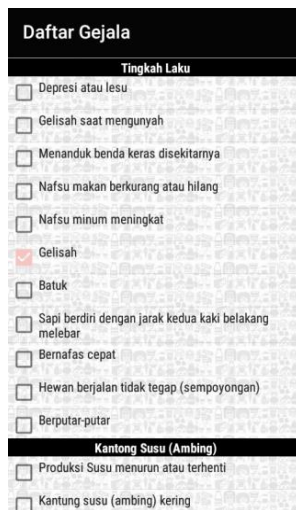 Daftar Gejala
Tingkah Laku
Depresi atau lesu
Gelisah saat mengunyah
Menanduk benda keras disekitarnya
Nafsu makan berkurang atau hilang
Nafsu minum meningkat
Gelisah
Batuk
Sapi berdiri dengan jarak kedua kaki belakang
melebar
Bernafas cepat
Hewan berjalan tidak tegap (sempoyongan)
Berputar-putar
Kantong Susu (Ambing)
Produksi Susu menurun atau terhenti
Kantung susu (ambing) kering